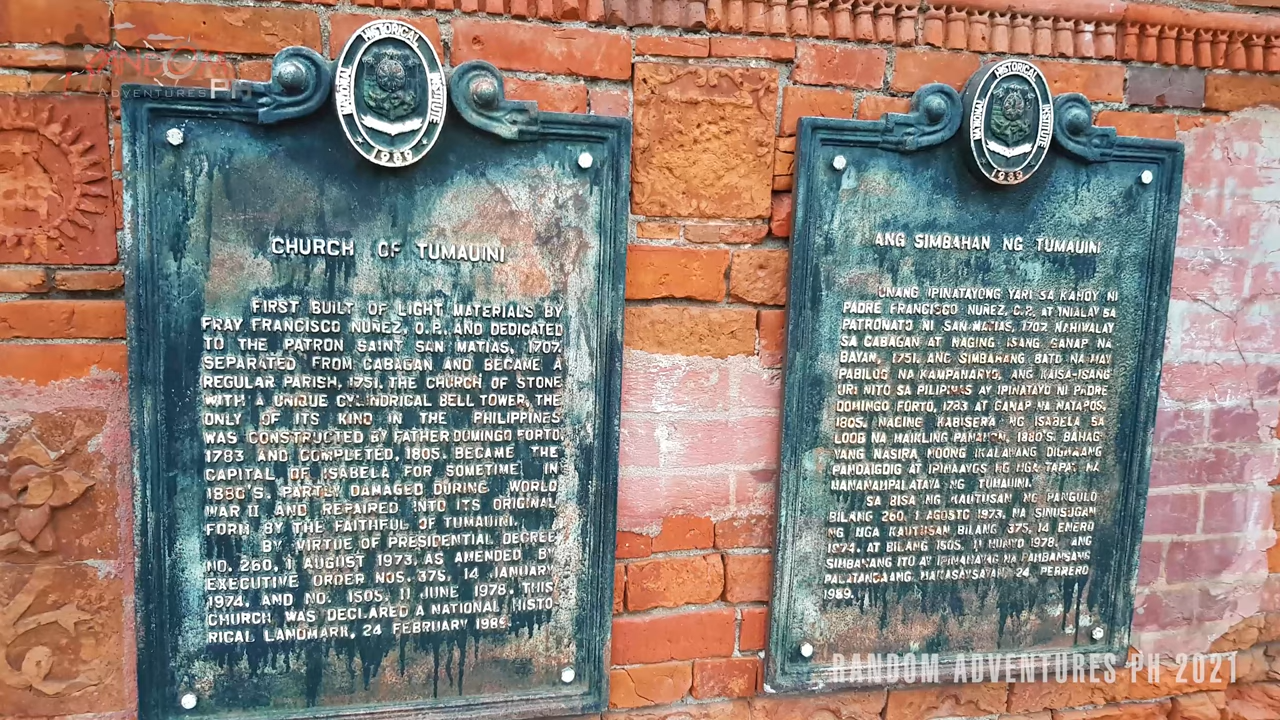 RANDOM
ADVENTURES PH
NATIONAL HISTORICAL INSTITUTE
1989
CHURCH OF TUMAUINI
FIRST BUILT OF LIGHT MATERIALS BY
FRAY FRANCISCO NUÑEZ, O.P., AND DEDICATED
TO THE PATRON SAINT SAN MATIAS, 1707.
SEPARATED FROM CABAGAN AND BECAME A
REGULAR PARISH, 1751. THE CHURCH OF STONE
WITH A UNIQUE CYLINDRICAL BELL TOWER, THE
ONLY OF ITS KIND IN THE PHILIPPINES
WAS CONSTRUCTED BY FATHER DOMINGO FORTO,
1783 AND COMPLETED, 1805. BECAME THE
CAPITAL OF ISABELA FOR SOMETIME IN
1880'S. PARTLY DAMAGED DURING WORLD
WAR II AND REPAIRED INTO ITS ORIGINAL
FORM BY THE FAITHFUL OF TUMAUINI.
BY VIRTUE OF PRESIDENTIAL DECREE
NO. 260, 1 AUGUST 1973, AS AMENDED BY
EXECUTIVE ORDER NOS. 375, 14 JANUARY
1974, AND NO. 1505, 11 JUNE 1978, THIS
CHURCH WAS DECLARED A NATIONAL HISTO
RICAL LANDMARK, 24 FEBRUARY 1989.
NATIONAL HISTORICAL INSTITUTE
1989
ANG SIMBAHAN NG TUMAUINI
UNANG IPINATAYONG YARI SA KAHOY NI
PADRE FRANCISCO NUÑEZ, O.P. AT INIALAY SA
PATRONATO NI SAN MATIAS, 1707. NAHIWALAY
SA CABAGAN AT NAGING ISANG GANAP NA
BAYAN, 1751. ANG SIMBAHANG BATO NA MAY
PABILOG NA KAMPANARYO, ANG KAISA-ISANG
URI NITO SA PILIPINAS AY IPINATAYO NI PADRE
DOMINGO FORTO, 1783 AT GANAP NA NATAPOS,
1805. NAGING KABISERA NG ISABELA SA
LOOB NA MAIKLING PANAHON, 1880'S. BAHAG
YANG NASIRA NOONG IKALAWANG DIGMAANG
PANDAIGDIG AT IPINAAYOS NG MGA TAPAT NA
MANANAMPALATAYA NG TUMAUINI.
SA BISA NG KAUTUSAN NG PANGULO
BILANG 260, 1 AGOSTO 1973, NA SINUSUGAN
NG MGA KAUTUSAN BILANG 375, 14 ENERO
1974, AT BILANG 1505, 11 HUNYO 1978, ANG
SIMBAHANG ITO AY IPINAHAYAG NA PAMBANSANG
PALATANDAANG MAKASAYSAYAN, 24 PERRERO
1989.
RANDOM ADVENTURES PH 2021